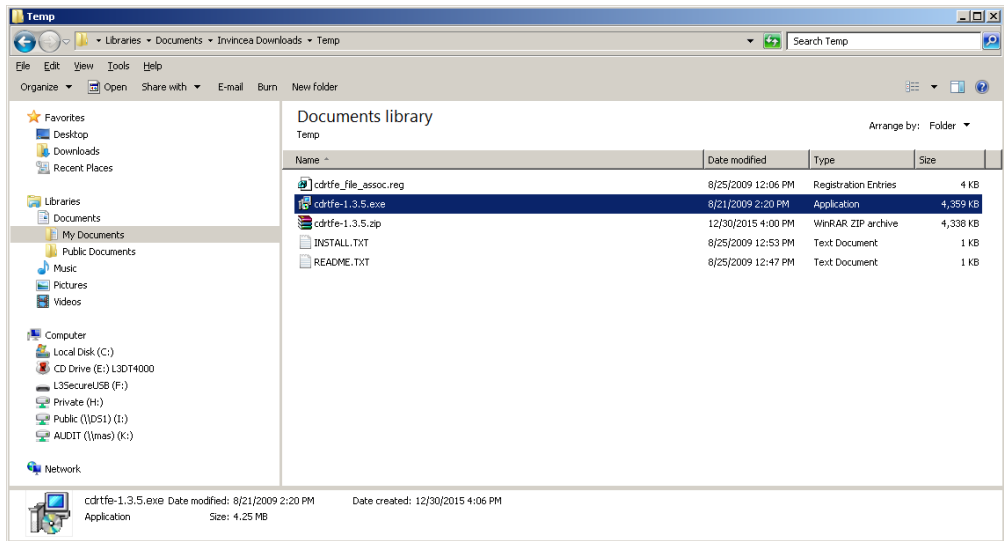 Temp
Libraries Documents Invincea Downloads Temp
Search Temp
File Edit View Tools Help
Organize Open Share with E-mail Burn New folder
Favorites
Desktop
Downloads
Recent Places
Libraries
Documents
My Documents
Public Documents
Music
Pictures
Videos
Computer
Local Disk (C:)
CD Drive (E:) L3DT4000
L3SecureUSB (F:)
Private (H:)
Public (\\DS1) (I:)
AUDIT (\\mas) (K:)
Network
Documents library
Temp
Arrange by: Folder
Name Date modified Type Size
cdrtfe_file_assoc.reg 8/25/2009 12:06 PM Registration Entries 4 KB
cdrtfe-1.3.5.exe 8/21/2009 2:20 PM Application 4,359 KB
cdrtfe-1.3.5.zip 12/30/2015 4:00 PM WinRAR ZIP archive 4,338 KB
INSTALL.TXT 8/25/2009 12:53 PM Text Document 1 KB
README.TXT 8/25/2009 12:47 PM Text Document 1 KB
cdrtfe-1.3.5.exe Date modified: 8/21/2009 2:20 PM Date created: 12/30/2015 4:06 PM
Application Size: 4.25 MB